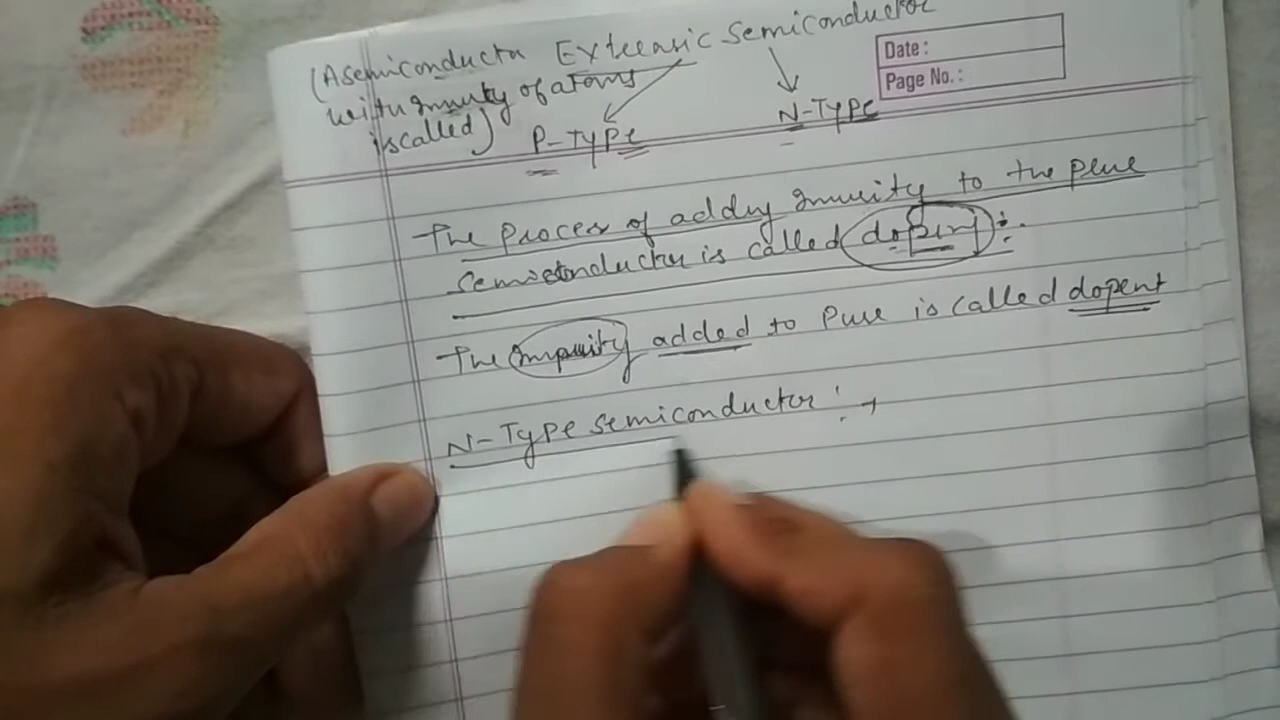 (A semiconductor Extrensic Semiconductor
with impurity of atoms
is called)
P-Type
N-Type
Date:
Page No.:
The process of adding impurity to the pure
semiconductor is called doping :.
The impurity added to pure is called dopent
N-Type semiconductor : →